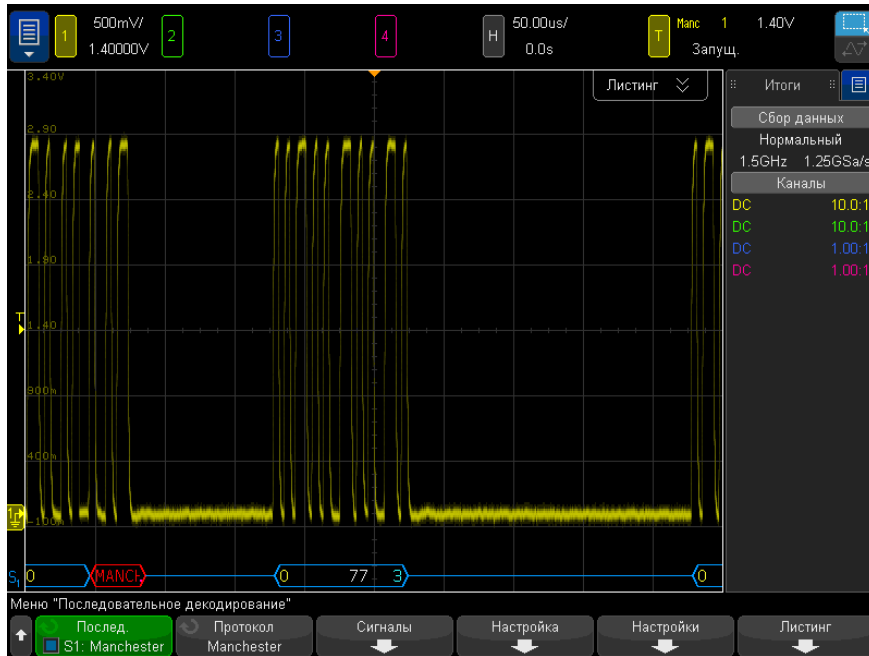 1 500mV/ 1.40000V 2 3 4 H 50.00us/ 0.0s T Manc 1 1.40V Запущ.
3.40V
Листинг
Итоги
Сбор данных
2.90
Нормальный
1.5GHz 1.25GSa/s
Каналы
2.40
DC 10.0:1
DC 10.0:1
DC 1.00:1
1.90
DC 1.00:1
T
1.40
900m
400m
-100m
S1 0 MANCH 0 77 3 0
Меню "Последовательное декодирование"
Послед. Протокол Сигналы Настройка Настройки Листинг
S1: Manchester Manchester